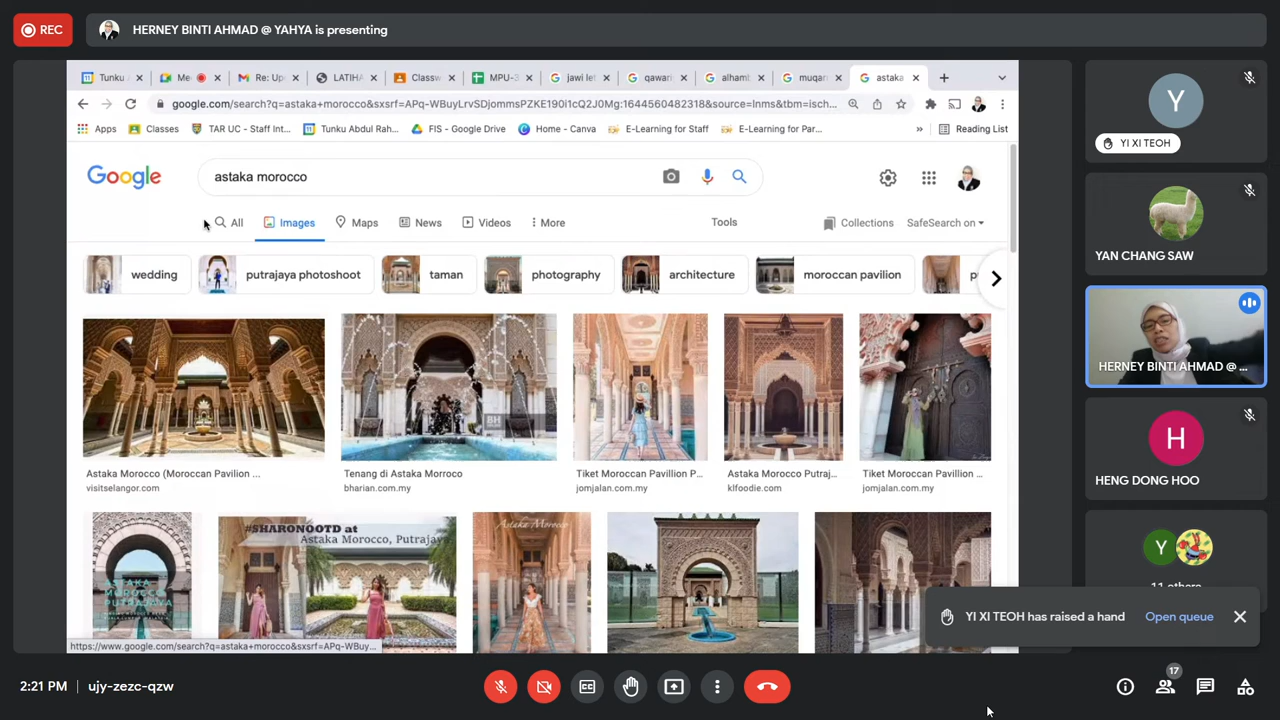 REC
HERNEY BINTI AHMAD @ YAHYA is presenting
Tunku A
Me
Re: Up
LATIHA
Classw
MPU-3
jawi let
qawari
alhamb
muqar
astaka
google.com/search?q=astaka+morocco&sxsrf=APq-WBuyLrvSDjommsPZKE190i1cQ2J0Mg:1644560482318&source=lnms&tbm=isch...
Apps
Classes
TAR UC - Staff Int...
Tunku Abdul Rah...
FIS - Google Drive
Home - Canva
E-Learning for Staff
E-Learning for Par...
»
Reading List
Google
astaka morocco
All
Images
Maps
News
Videos
More
Tools
Collections
SafeSearch on
wedding
putrajaya photoshoot
taman
photography
architecture
moroccan pavilion
p
BH
Astaka Morocco (Moroccan Pavilion ...
visitselangor.com
Tenang di Astaka Morroco
bharian.com.my
Tiket Moroccan Pavillion P...
jomjalan.com.my
Astaka Morocco Putraj...
klfoodie.com
Tiket Moroccan Pavillion ...
jomjalan.com.my
ASTAKA
MOROCCO
PUTRAJAYA
#SHARONOOTD at
Astaka Morocco, Putrajaya
Astaka Morocco
https://www.google.com/search?q=astaka+morocco&sxsrf=APq-WBuy...
Y
YI XI TEOH
YAN CHANG SAW
HERNEY BINTI AHMAD @ ...
H
HENG DONG HOO
Y
11 others
YI XI TEOH has raised a hand
Open queue
2:21 PM
ujy-zezc-qzw
17